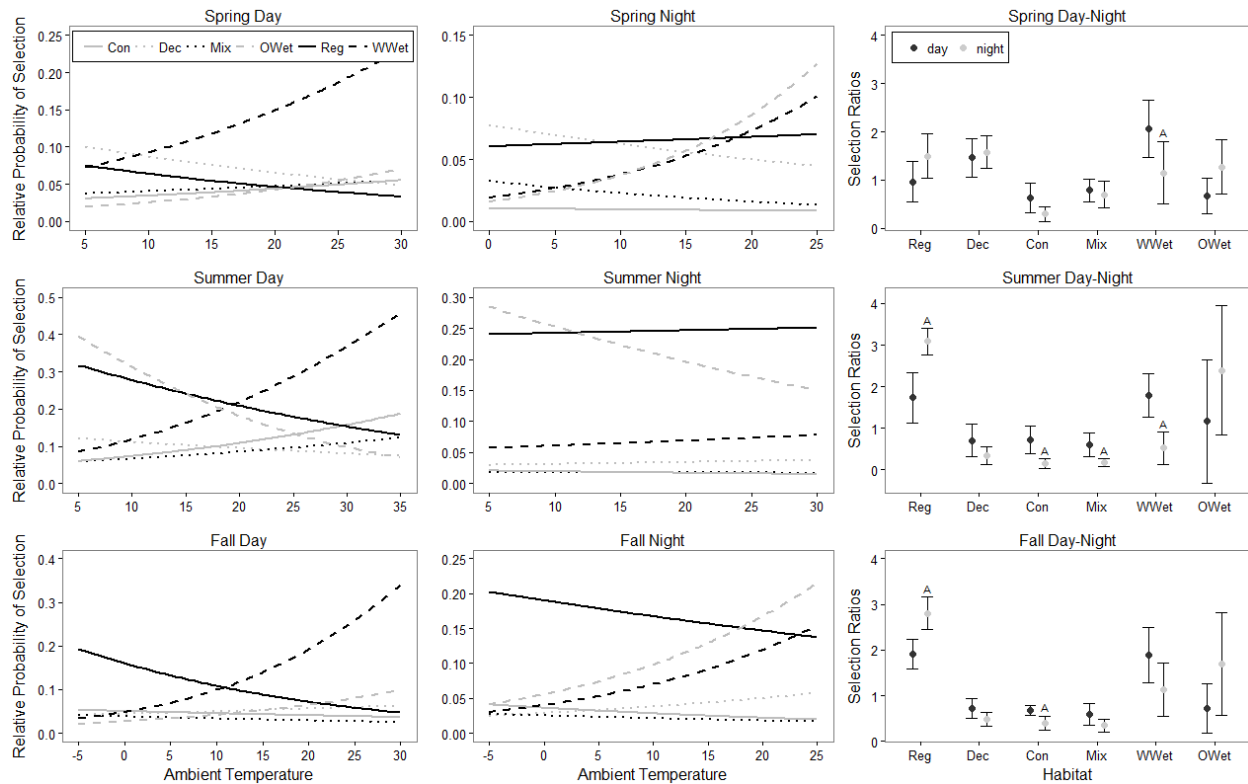 Spring Day
Spring Night
Spring Day-Night
Relative Probability of Selection
0.25
0.20
0.15
0.10
0.05
0.00
Con Dec Mix OWet Reg WWet
5 10 15 20 25 30
0.15
0.10
0.05
0.00
0 5 10 15 20 25
Selection Ratios
4
3
2
1
0
day night
A
Reg Dec Con Mix WWet OWet
Summer Day
Summer Night
Summer Day-Night
Relative Probability of Selection
0.5
0.4
0.3
0.2
0.1
0.0
5 10 15 20 25 30 35
0.30
0.25
0.20
0.15
0.10
0.05
0.00
5 10 15 20 25 30
Selection Ratios
4
3
2
1
0
A A A A
Reg Dec Con Mix WWet OWet
Fall Day
Fall Night
Fall Day-Night
Relative Probability of Selection
0.4
0.3
0.2
0.1
0.0
-5 0 5 10 15 20 25 30
Ambient Temperature
0.25
0.20
0.15
0.10
0.05
0.00
-5 0 5 10 15 20 25
Ambient Temperature
Selection Ratios
4
3
2
1
0
A A
Reg Dec Con Mix WWet OWet
Habitat